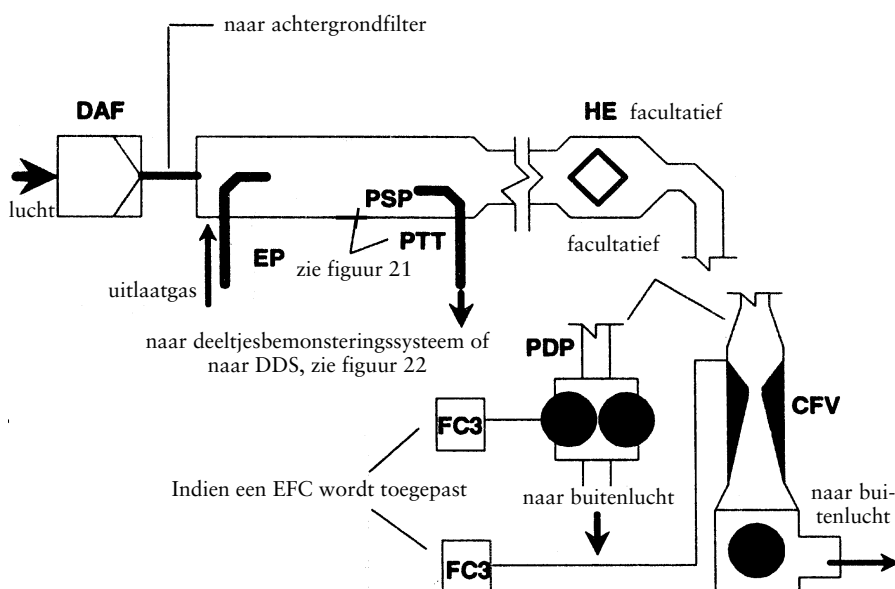 naar achtergrondfilter
DAF
HE facultatief
lucht
PSP
PTT
EP
zie figuur 21
facultatief
uitlaatgas
naar deeltjesbemonsteringssysteem of
naar DDS, zie figuur 22
PDP
CFV
FC3
Indien een EFC wordt toegepast
naar buitenlucht
naar bui-
tenlucht
FC3